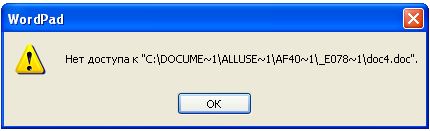 WordPad
Нет доступа к "C:\DOCUME~1\ALLUSE~1\AF40~1\_E078~1\doc4.doc".
OK